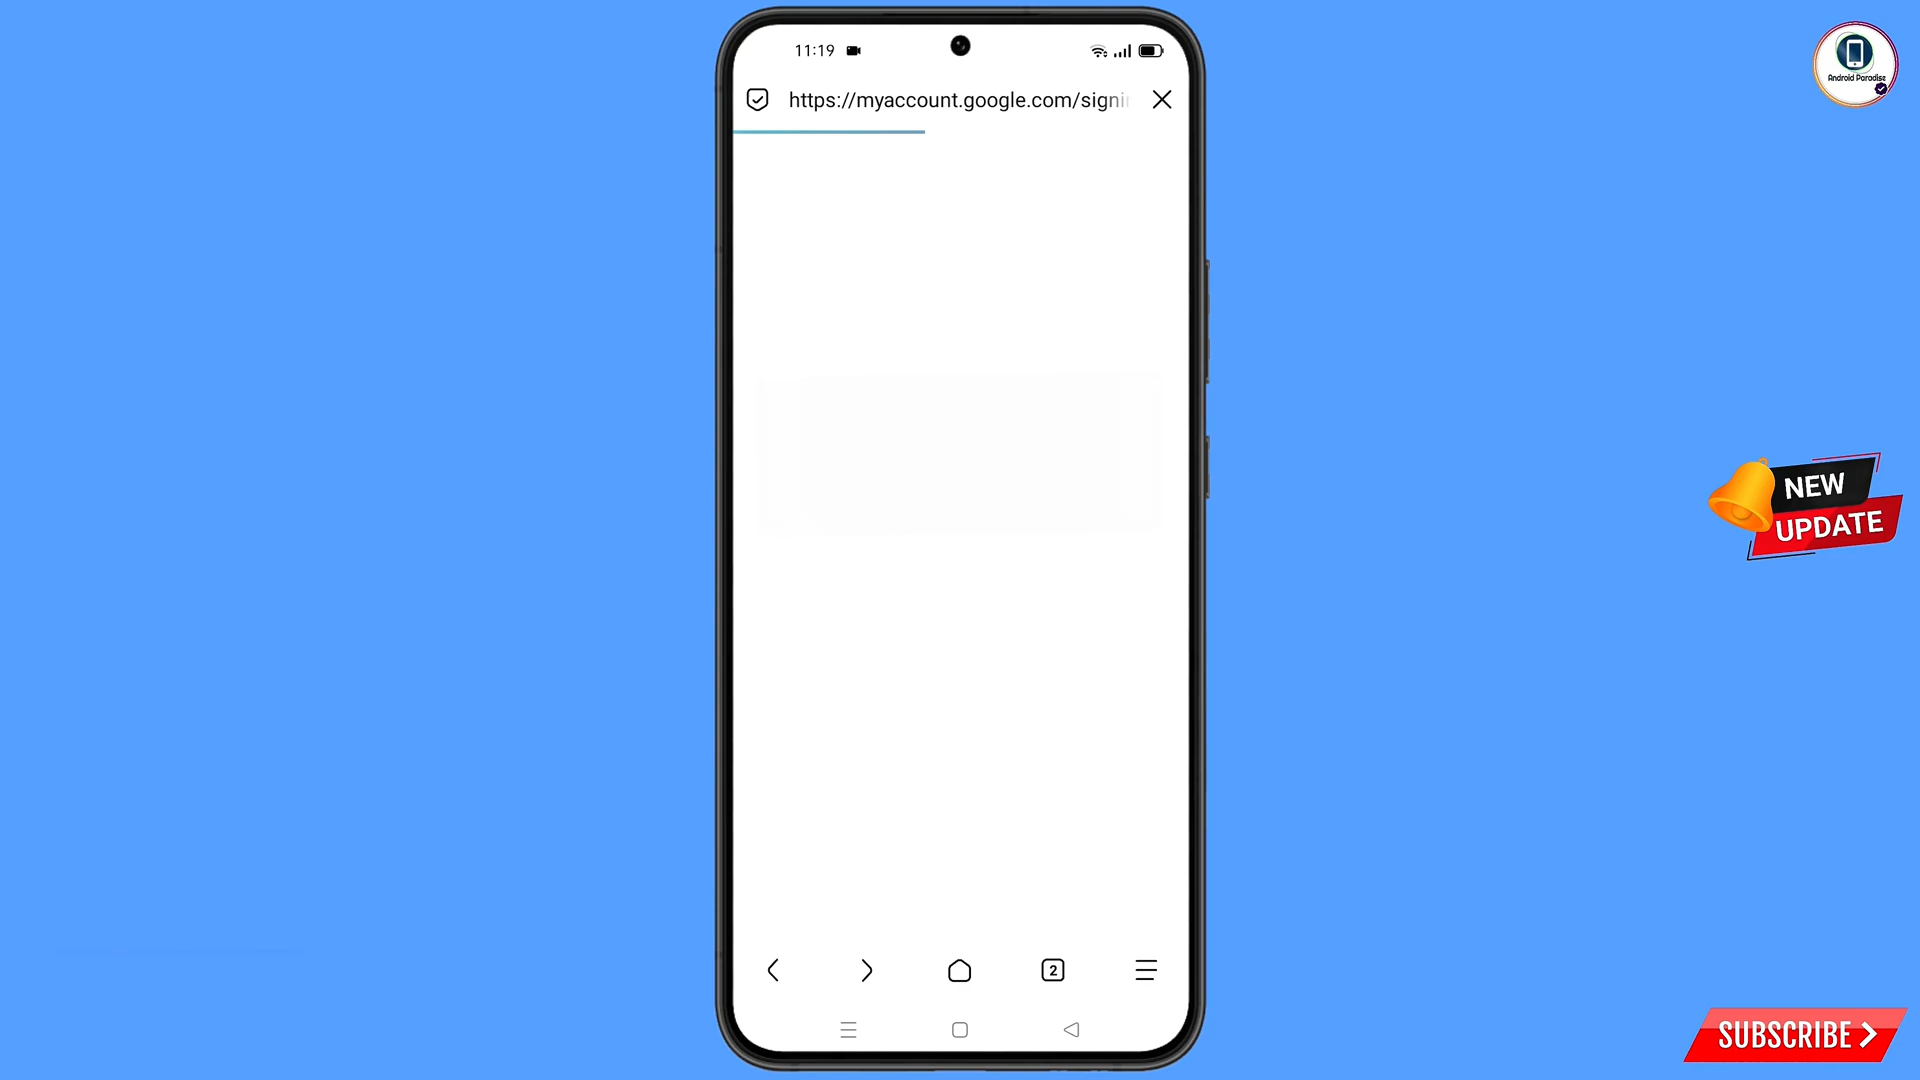 11:19
https://myaccount.google.com/signi
Android Paradise
NEW
UPDATE
2
SUBSCRIBE